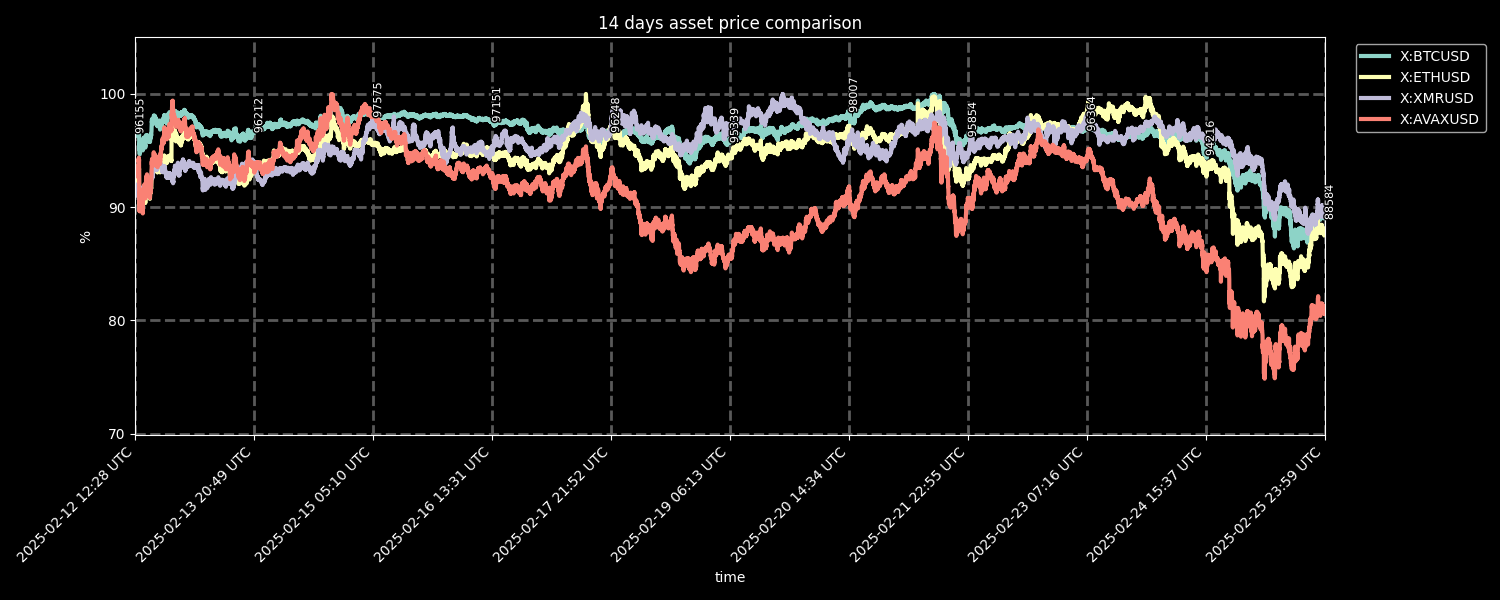 14 days asset price comparison
X:BTCUSD
X:ETHUSD
X:XMRUSD
X:AVAXUSD
100
90
80
70
%
96155
96212
97575
97151
96248
95339
98007
95854
96364
94216
88584
2025-02-12 12:28 UTC
2025-02-13 20:49 UTC
2025-02-15 05:10 UTC
2025-02-16 13:31 UTC
2025-02-17 21:52 UTC
2025-02-19 06:13 UTC
2025-02-20 14:34 UTC
2025-02-21 22:55 UTC
2025-02-23 07:16 UTC
2025-02-24 15:37 UTC
2025-02-25 23:59 UTC
time